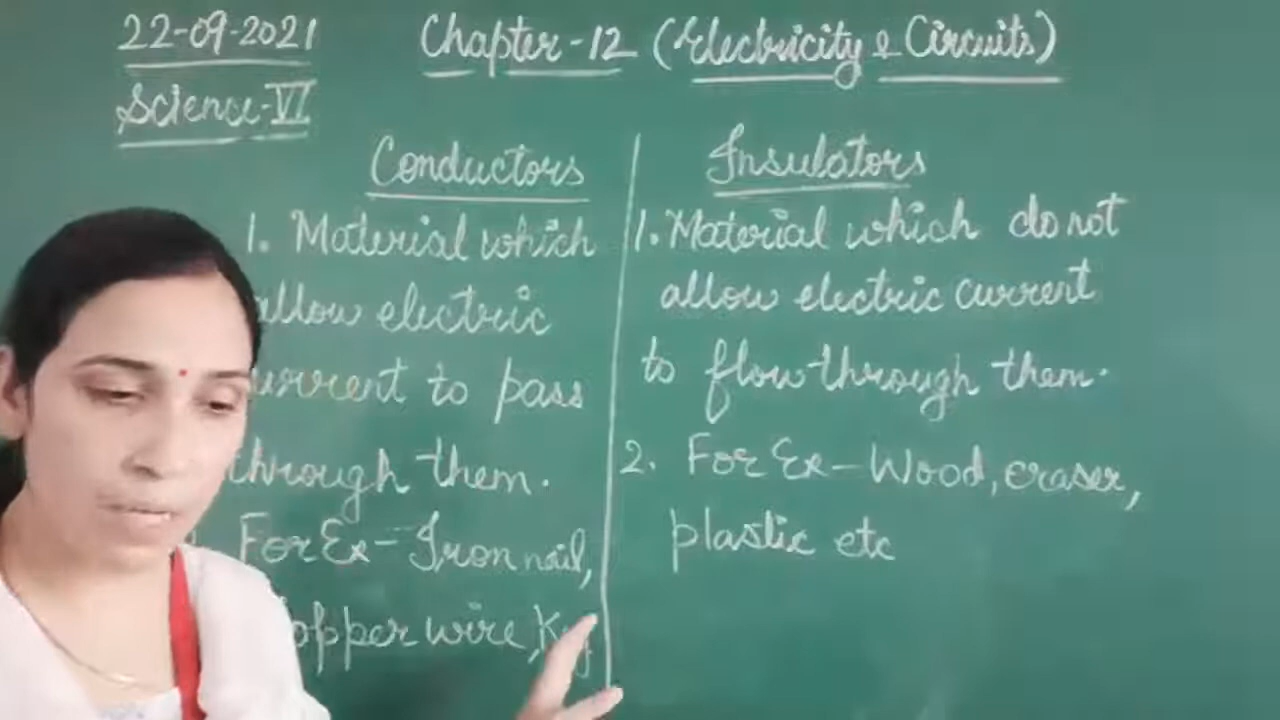 22-09-2021
Chapter-12 (Electricity & Circuits)
Science-VI
Conductors
1. Material which
allow electric
current to pass
through them.
For Ex- Iron nail,
Copper wire,
Insulators
1. Material which do not
allow electric current
to flow through them.
2. For Ex - Wood, eraser,
plastic etc